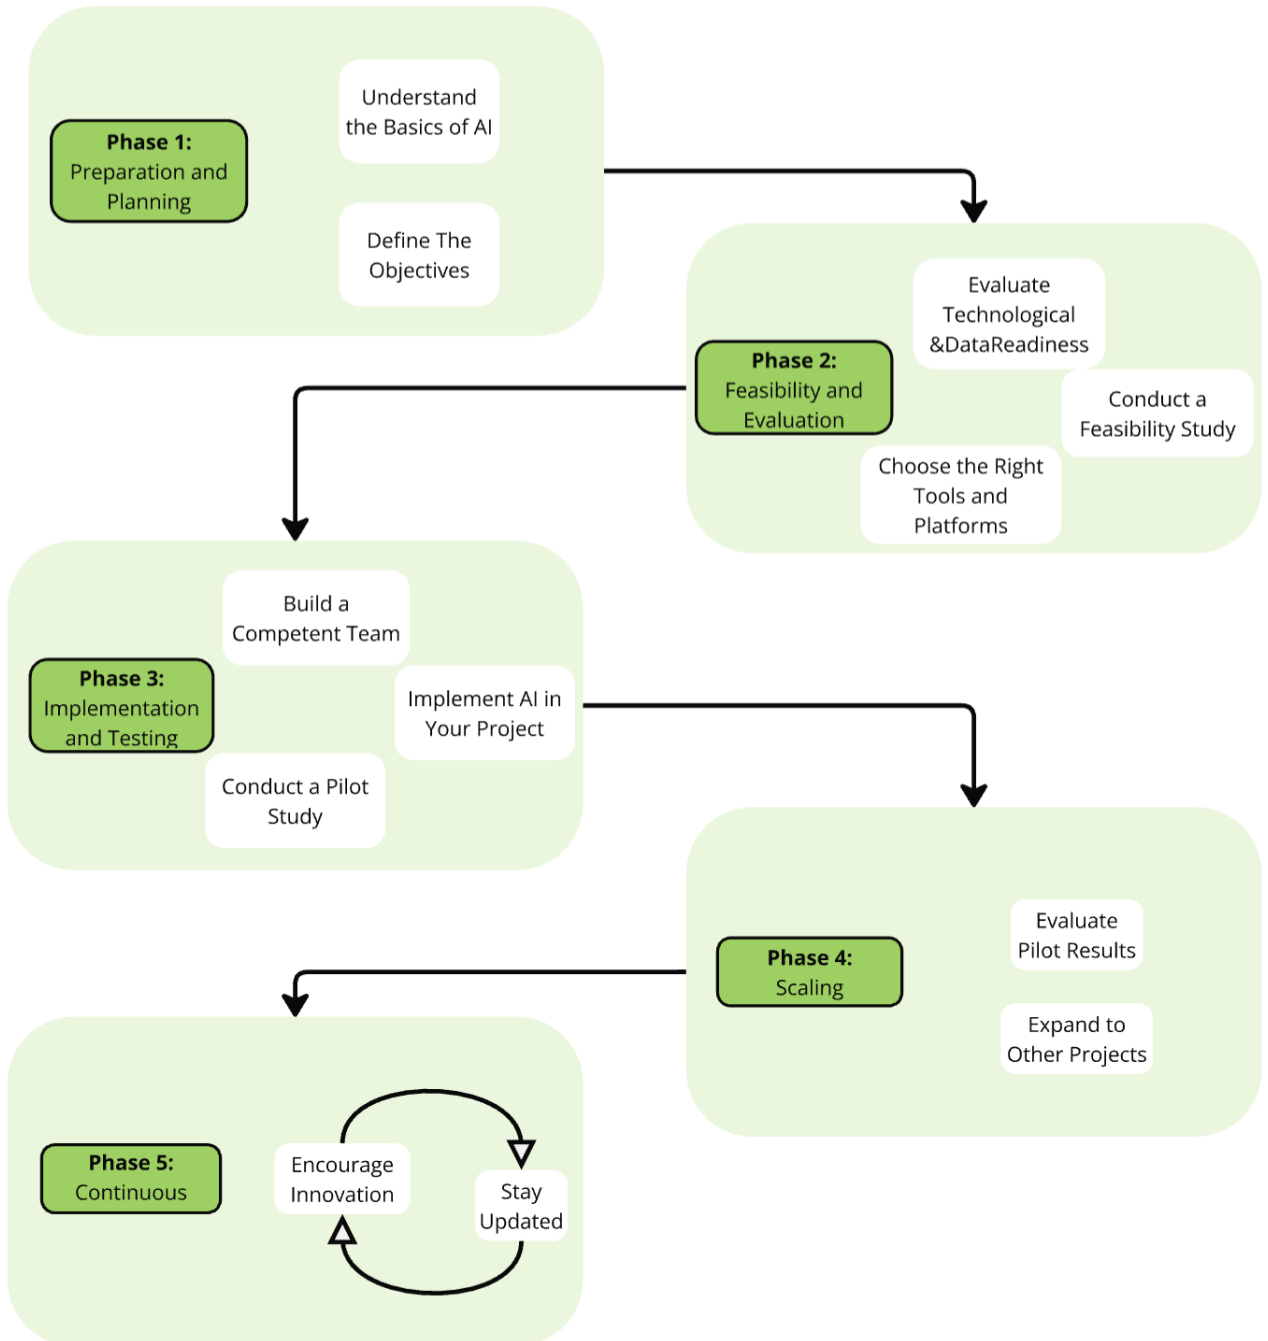 Understand
the Basics of AI
Phase 1:
Preparation and
Planning
Define The
Objectives
Evaluate
Technological
&DataReadiness
Phase 2:
Feasibility and
Evaluation
Conduct a
Feasibility Study
Choose the Right
Tools and
Platforms
Build a
Competent Team
Phase 3:
Implementation
and Testing
Implement AI in
Your Project
Conduct a Pilot
Study
Evaluate
Pilot Results
Phase 4:
Scaling
Expand to
Other Projects
Phase 5:
Continuous
Encourage
Innovation
Stay
Updated